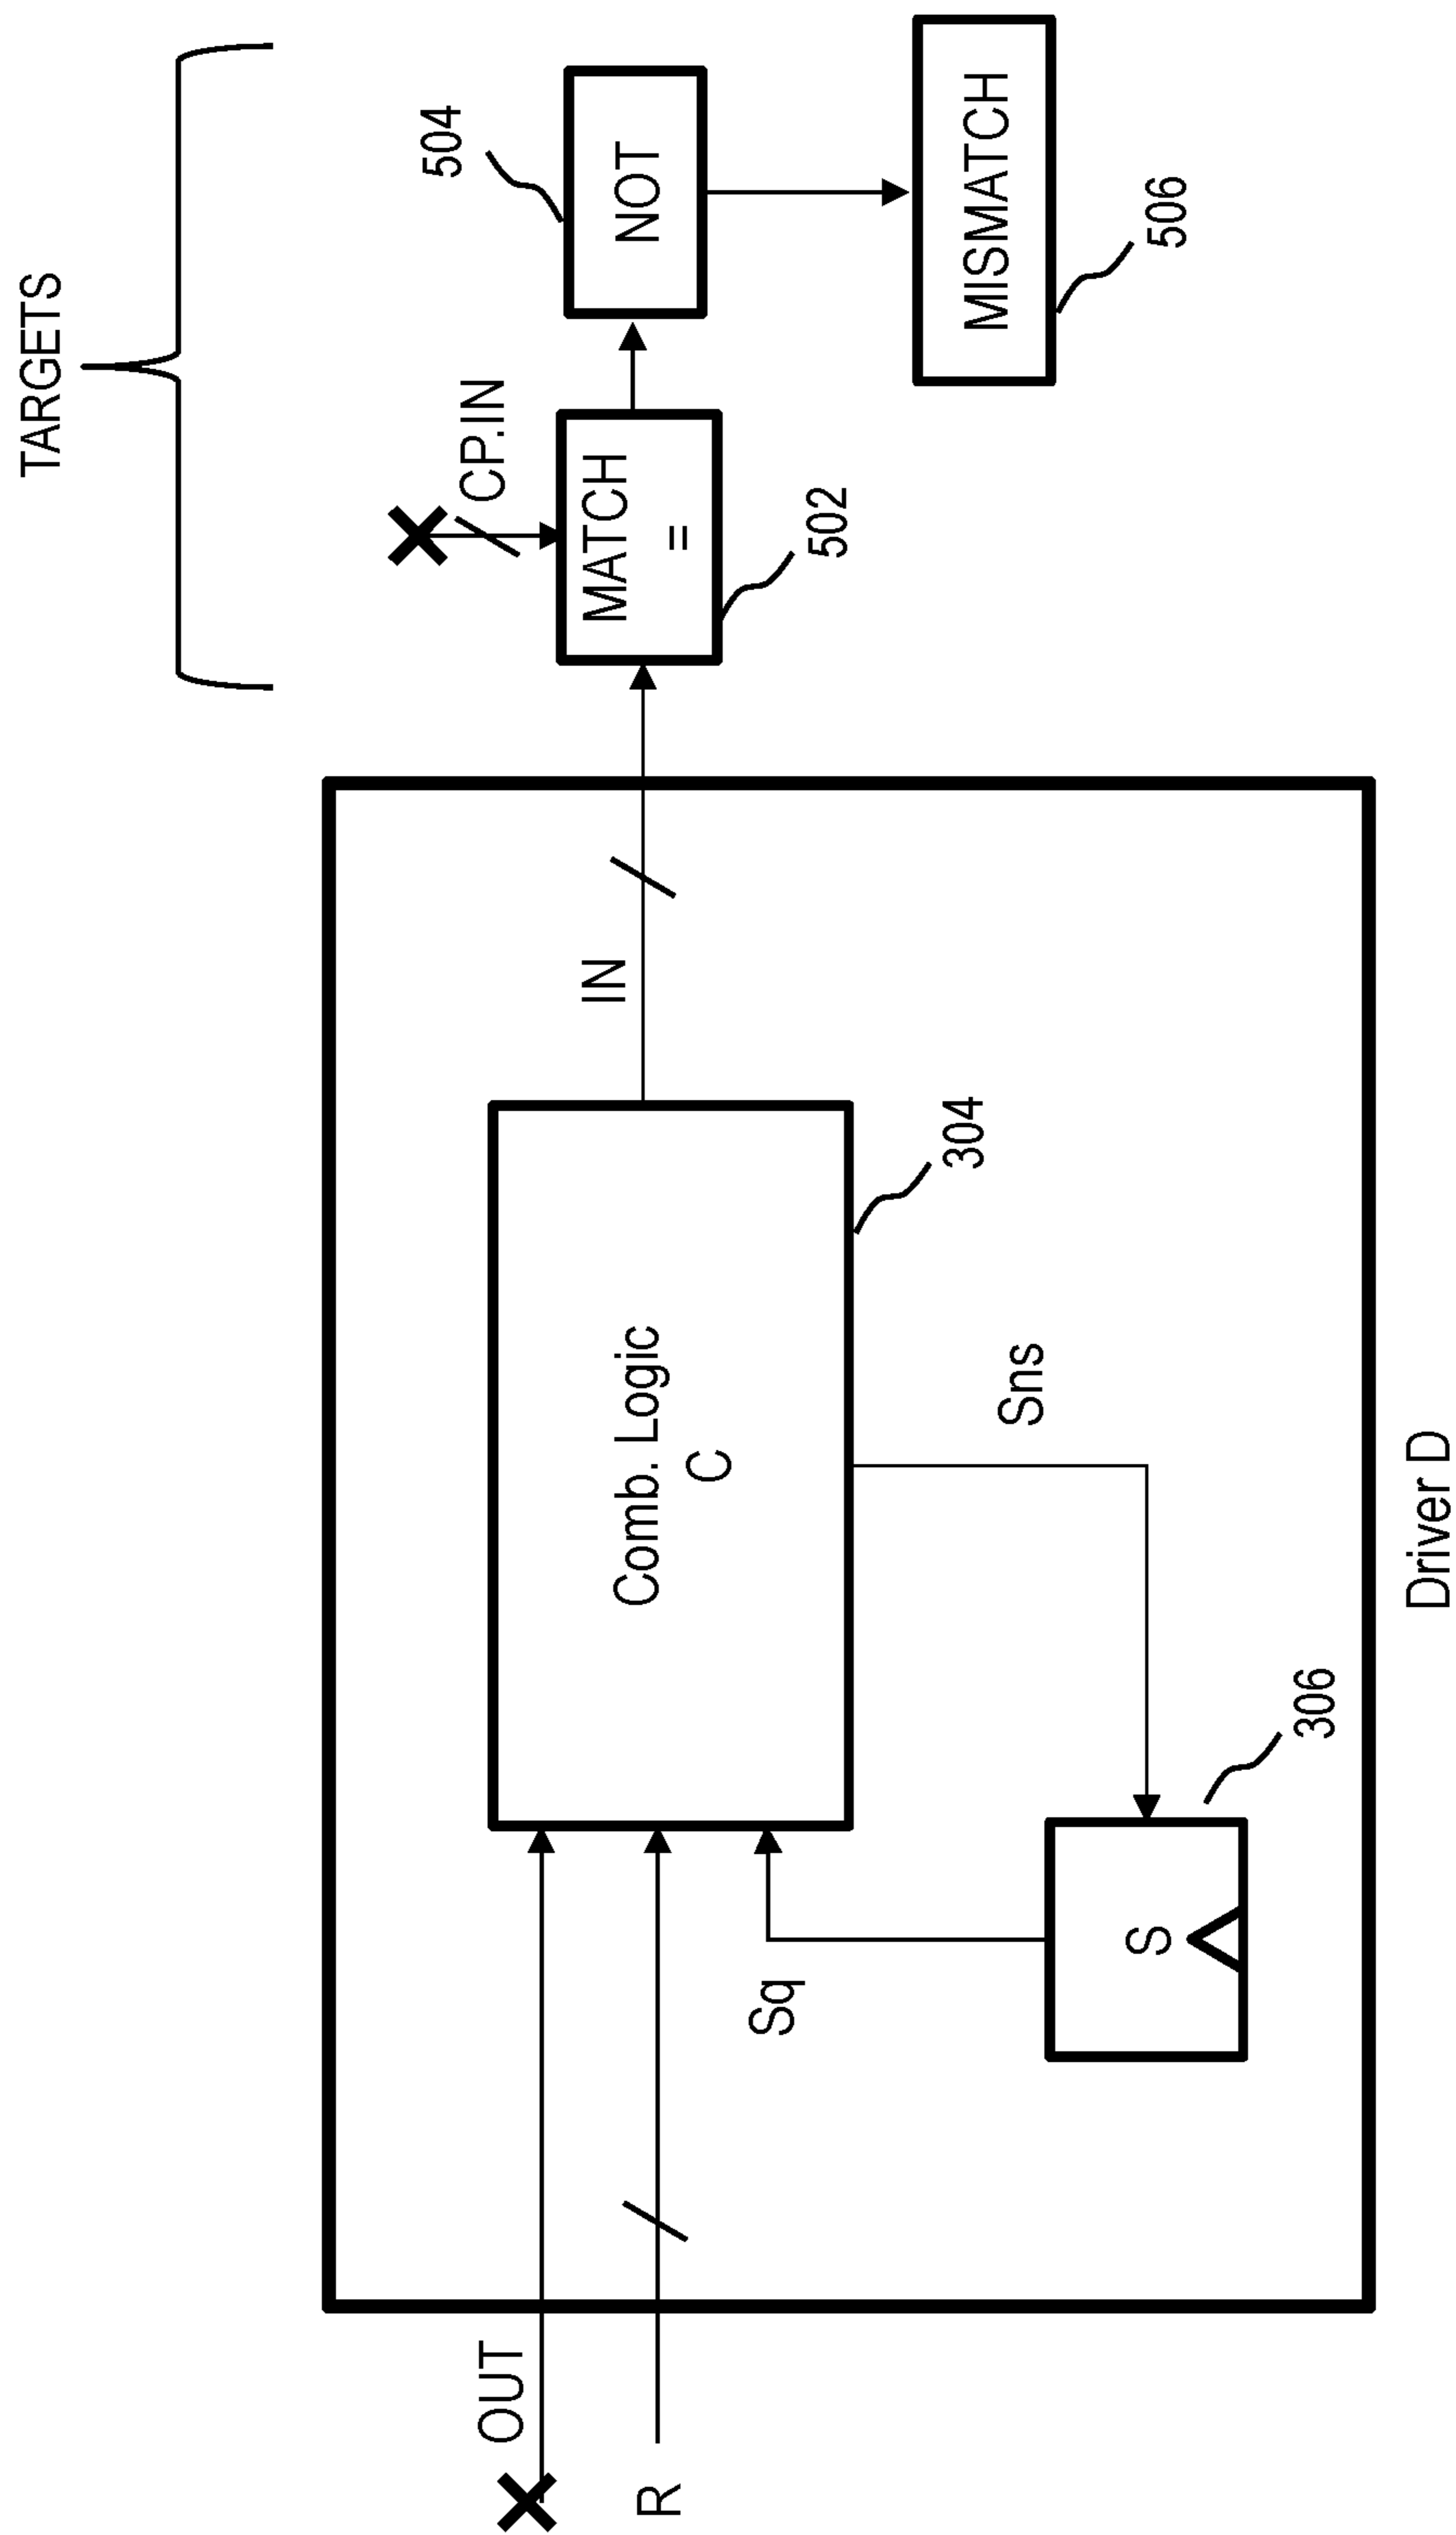 TARGETS
504
NOT
CP.IN
MATCH
=
502
MISMATCH
506
OUT
R
IN
Comb. Logic
C
304
Sns
Sq
S
306
Driver D